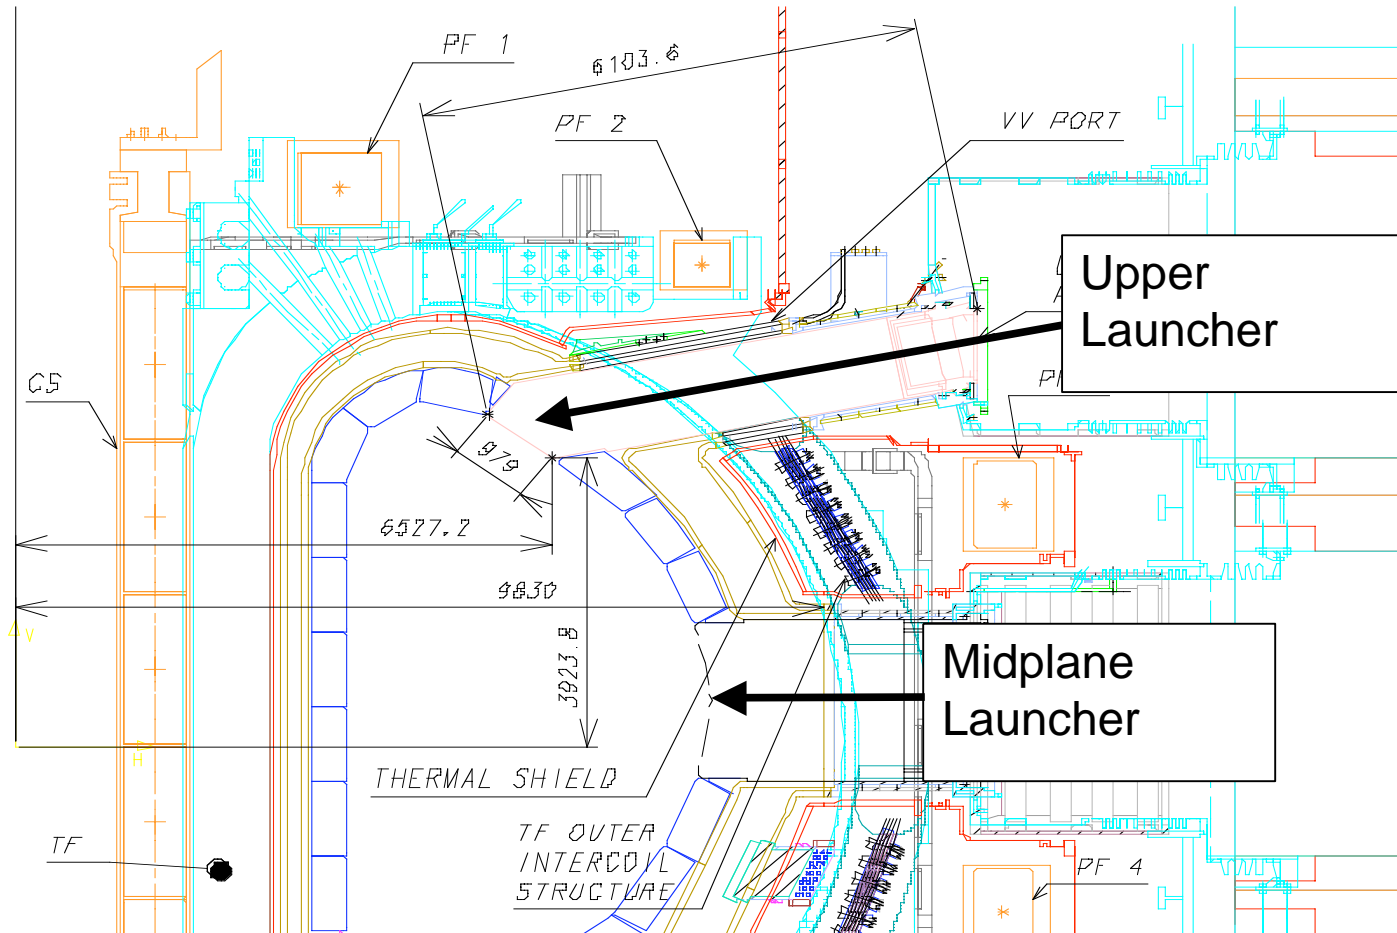 PF 1
6103.6
PF 2
VV PORT
Upper
Launcher
CS
979
6527.2
9830
3923.8
V
H
Midplane
Launcher
THERMAL SHIELD
TF OUTER
INTERCOIL
STRUCTURE
TF
PF 4